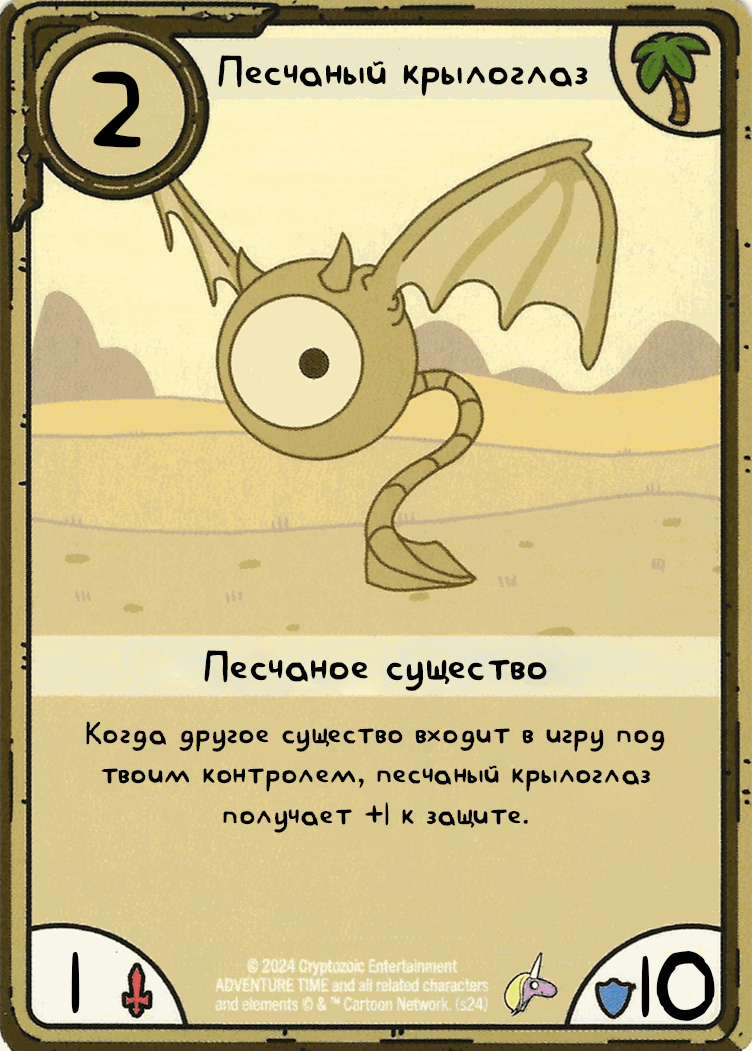 2
Песчаный крылоглаз
Песчаное существо
Когда другое существо входит в игру под
твоим контролем, песчаный крылоглаз
получает +1 к защите.
1
10
© 2024 Cryptozoic Entertainment
ADVENTURE TIME and all related characters
and elements © & ™ Cartoon Network. (s24)